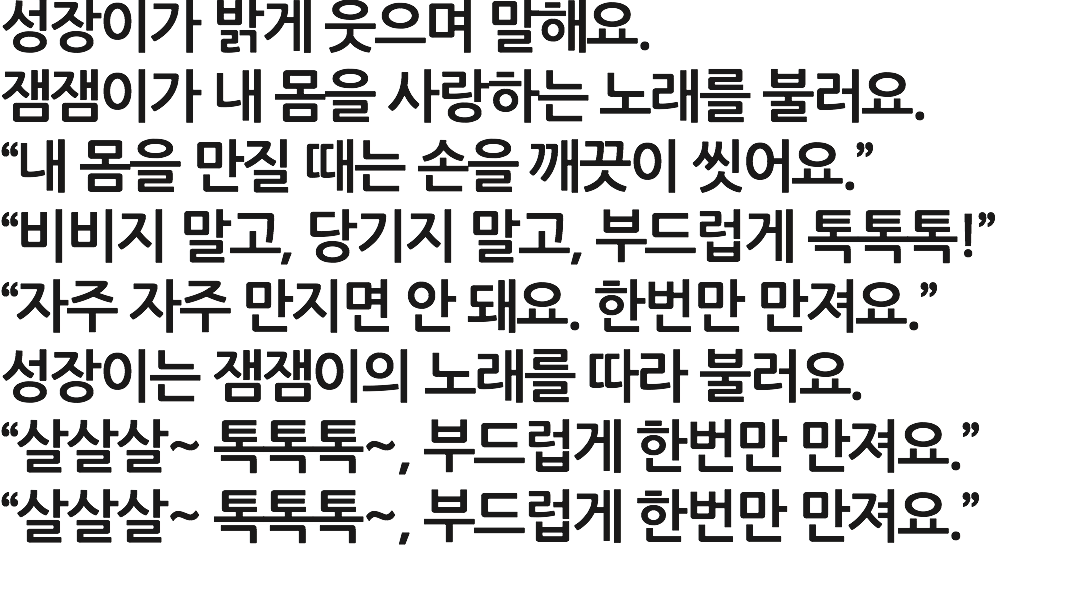 성장이가 밝게 웃으며 말해요.
잼잼이가 내 몸을 사랑하는 노래를 불러요.
“내 몸을 만질 때는 손을 깨끗이 씻어요.”
“비비지 말고, 당기지 말고, 부드럽게 톡톡톡!”
“자주 자주 만지면 안 돼요. 한번만 만져요.”
성장이는 잼잼이의 노래를 따라 불러요.
“살살살~ 톡톡톡~, 부드럽게 한번만 만져요.”
“살살살~ 톡톡톡~, 부드럽게 한번만 만져요.”